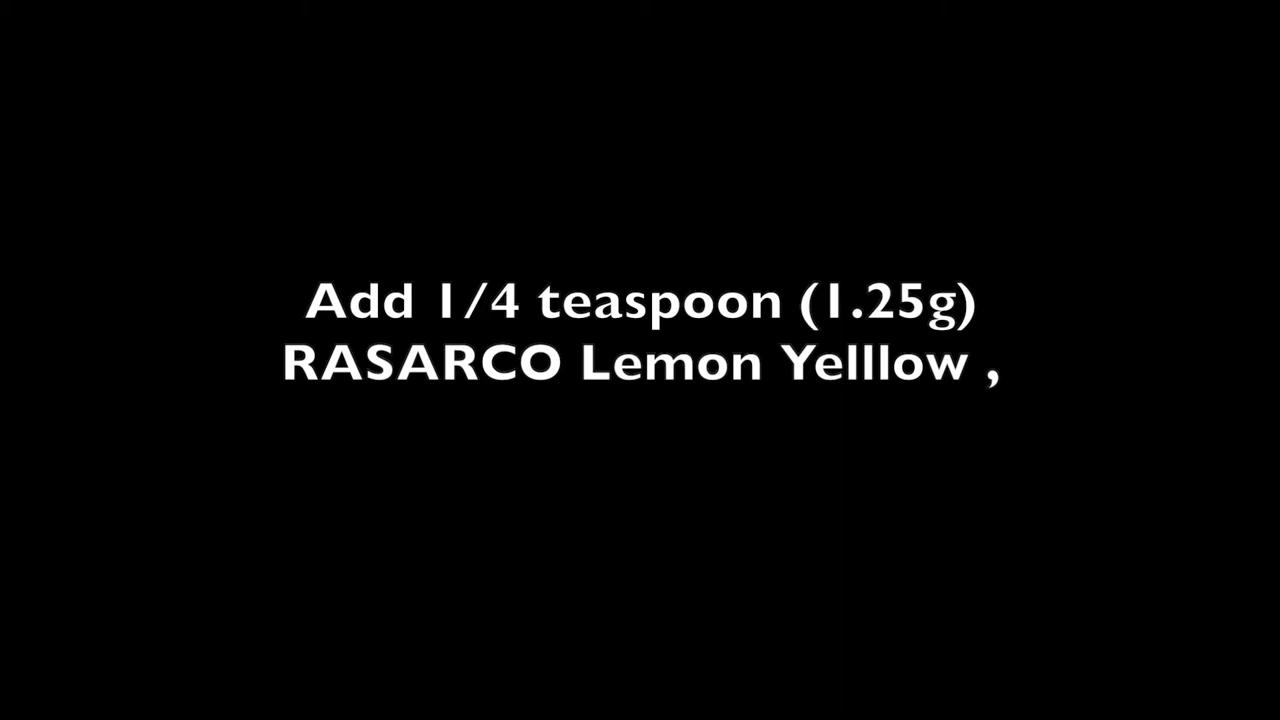 Add 1/4 teaspoon (1.25g)
RASARCO Lemon Yelllow ,